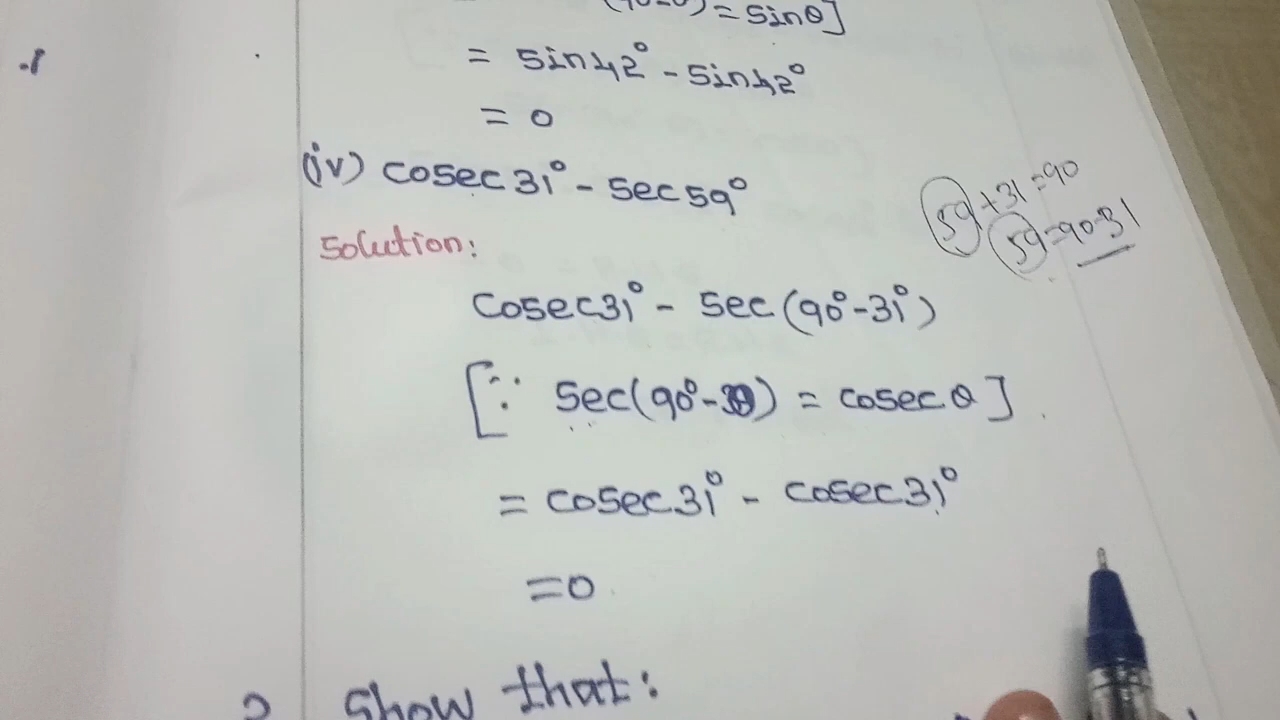 = sinθ]
= sin42° - sin42°
= 0
(iv) cosec31° - sec59°
59+31=90
59=90-31
Solution:
cosec31° - sec(90°-31°)
[∵ sec(90°-θ) = cosecθ]
= cosec31° - cosec31°
=0
Show that: